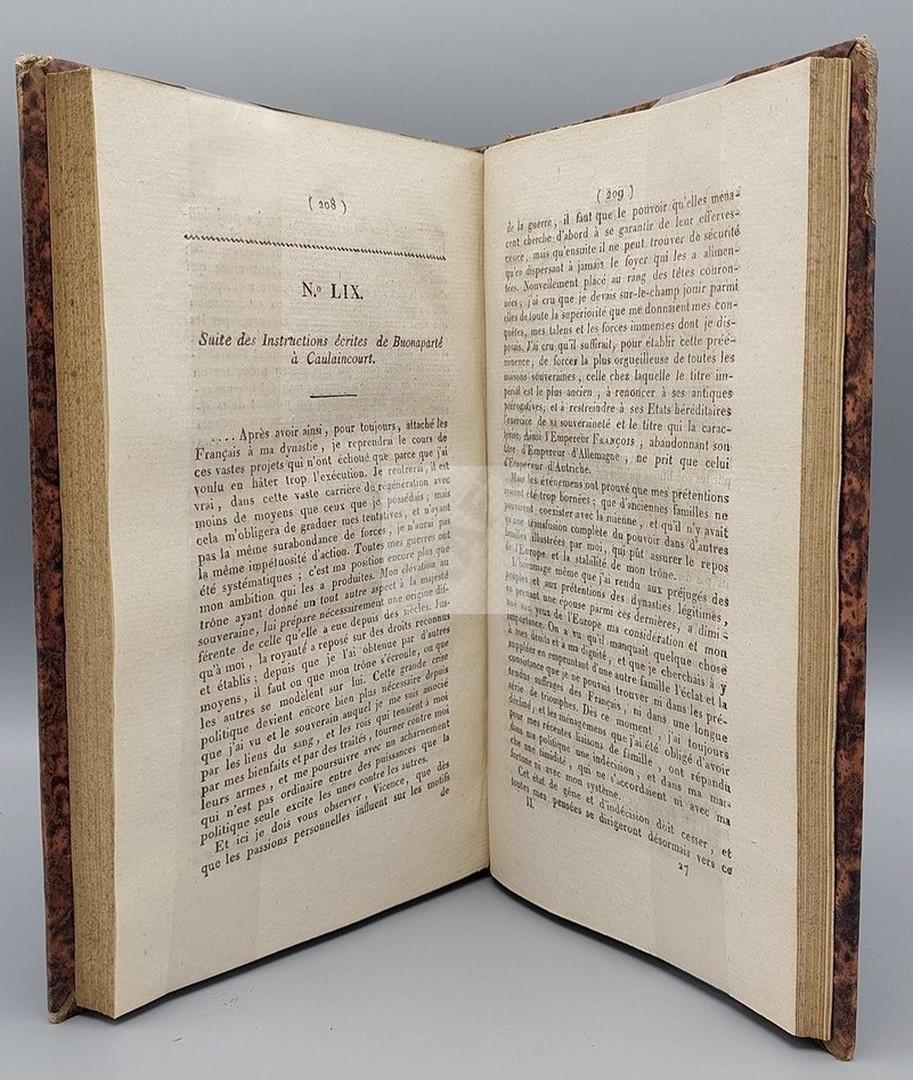 ( 208 )
N.º LIX.
Suite des Instructions écrites de Buonaparté
à Caulaincourt.
.... Après avoir ainsi, pour toujours, attaché les
Français à ma dynastie, je reprendrai le cours de
ces vastes projets qui n'ont échoué que parce que j'ai
voulu en hâter trop l'exécution. Je rentrerai, il est
vrai, dans cette vaste carrière de régénération avec
moins de moyens que ceux que je possédais; mais
cela m'obligera de graduer mes tentatives, et n'ayant
pas la même surabondance de forces, je n'aurai pas
la même impétuosité d'action. Toutes mes guerres ont
été systématiques; c'est ma position encore plus que
mon ambition qui les a produites. Mon élévation au
trône ayant donné un tout autre aspect à la majesté
souveraine, lui prépare nécessairement une origine dif-
férente de celle qu'elle a eue depuis des siècles. Jus-
qu'à moi, la royauté a reposé sur des droits reconnus
et établis; depuis que je l'ai obtenue par d'autres
moyens, il faut ou que mon trône s'écroule, ou que
les autres se modèlent sur lui. Cette grande crise
politique devient encore bien plus nécessaire depuis
que j'ai vu et le souverain auquel je me suis associé
par les liens du sang, et les rois qui tenaient à moi
par mes bienfaits et par des traités, tourner contre moi
leurs armes, et me poursuivre avec un acharnement
qui n'est pas ordinaire entre des puissances que la
politique seule excite les unes contre les autres.
Et ici je dois vous observer, Vicence, que dès
que les passions personnelles influent sur les motifs
de
( 209 )
de la guerre, il faut que le pouvoir qu'elles mena-
cent cherche d'abord à se garantir de leur efferves-
cence, mais qu'ensuite il ne peut trouver de sécurité
qu'en dispersant à jamais le foyer qui les a alimen-
tées. Nouvellement placé au rang des têtes couron-
nées, j'ai cru que je devais sur-le-champ jouir parmi
elles de toute la supériorité que me donnaient mes con-
quêtes, mes talens et les forces immenses dont je dis-
posais. J'ai cru qu'il suffirait, pour établir cette préé-
minence, de forcer la plus orgueilleuse de toutes les
maisons souveraines, celle chez laquelle le titre im-
périal est le plus ancien, à renoncer à ses antiques
prérogatives, et à restreindre à ses Etats héréditaires
l'exercice de sa souveraineté et le titre qui la carac-
térise. Ainsi l'Empereur FRANÇOIS, abandonnant son
titre d'Empereur d'Allemagne, ne prit que celui
d'Empereur d'Autriche.
Mais les événemens ont prouvé que mes prétentions
avaient été trop bornées; que d'anciennes familles ne
pouvaient coexister avec la mienne, et qu'il n'y avait
qu'une transfusion complète du pouvoir dans d'autres
familles illustrées par moi, qui pût assurer le repos
de l'Europe et la stabilité de mon trône.
L'hommage même que j'ai rendu aux préjugés des
peuples et aux prétentions des dynasties légitimes,
en prenant une épouse parmi ces dernières, a dimi-
nué aux yeux de l'Europe ma considération et mon
importance. On a vu qu'il manquait quelque chose
à mes droits et à ma dignité, et que je cherchais à y
suppléer en empruntant d'une autre famille l'éclat et la
consistance que je ne pouvais trouver ni dans les pré-
tendus suffrages des Français, ni dans une longue
série de triomphes. Dès ce moment, j'ai toujours
décliné, et les ménagemens que j'ai été obligé d'avoir
pour mes récentes liaisons de famille, ont répandu
dans ma politique une indécision, et dans ma mar-
che une timidité, qui ne s'accordaient ni avec ma
fortune ni avec mon système.
Cet état de gêne et d'indécision doit cesser, et
toutes mes pensées se dirigeront désormais vers ce
II. 27